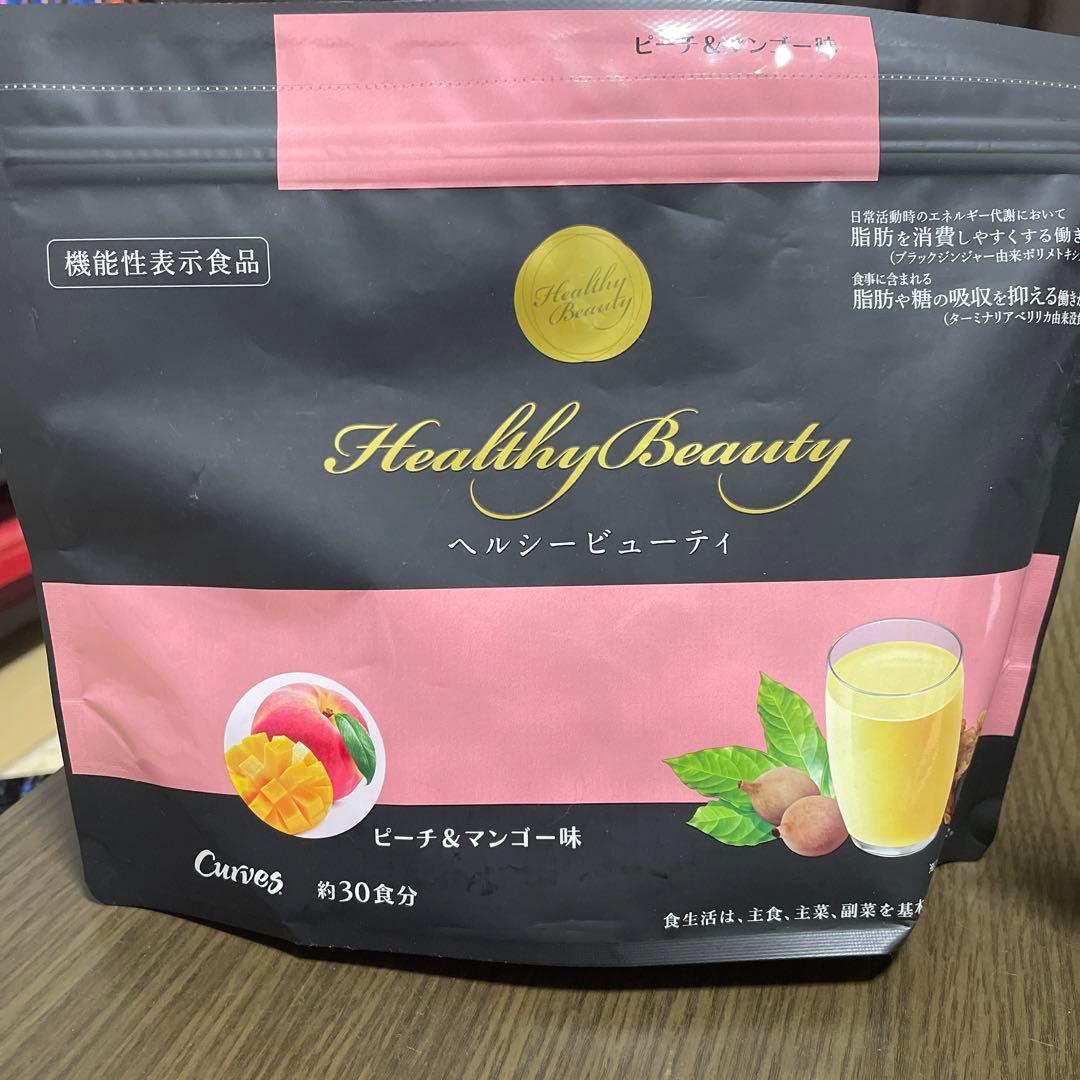 ピーチ&マンゴー味
機能性表示食品
日常活動時のエネルギー代謝において
脂肪を消費しやすくする働き
(ブラックジンジャー由来ポリメトキシ
食事に含まれる
脂肪や糖の吸収を抑える働き
(ターミナリアベリリカ由来没食
Healthy
Beauty
Healthy Beauty
ヘルシービューティ
ピーチ&マンゴー味
Curves
約30食分
食生活は、主食、主菜、副菜を基